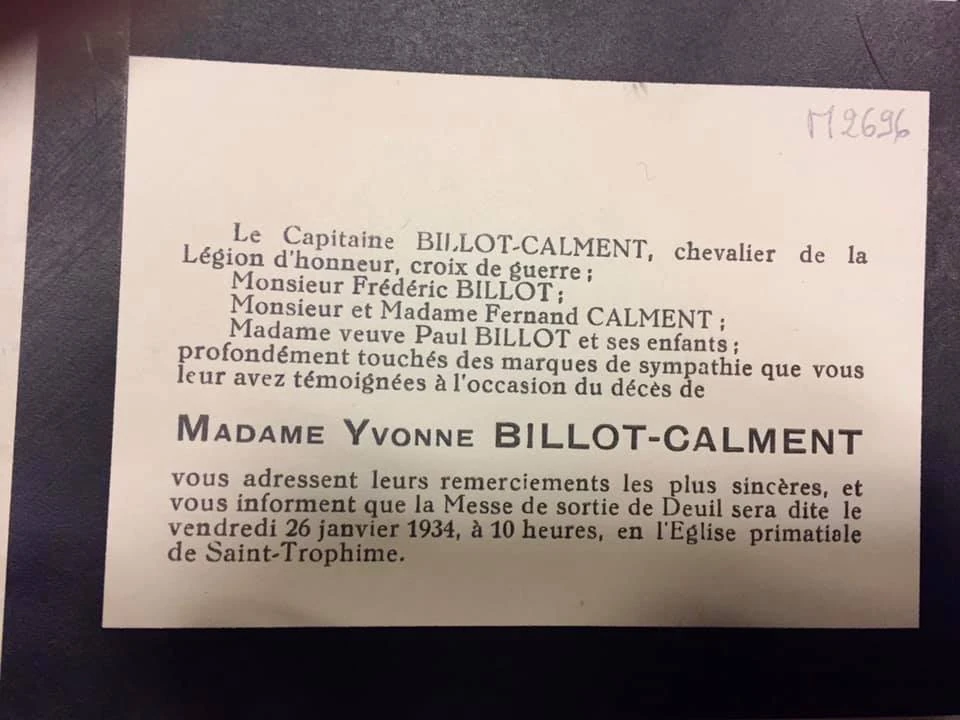 M2696
Le Capitaine BILLOT-CALMENT, chevalier de la
Légion d'honneur, croix de guerre ;
Monsieur Frédéric BILLOT ;
Monsieur et Madame Fernand CALMENT ;
Madame veuve Paul BILLOT et ses enfants ;
profondément touchés des marques de sympathie que vous
leur avez témoignées à l'occasion du décès de
MADAME YVONNE BILLOT-CALMENT
vous adressent leurs remerciements les plus sincères, et
vous informent que la Messe de sortie de Deuil sera dite le
vendredi 26 janvier 1934, à 10 heures, en l'Eglise primatiale
de Saint-Trophime.